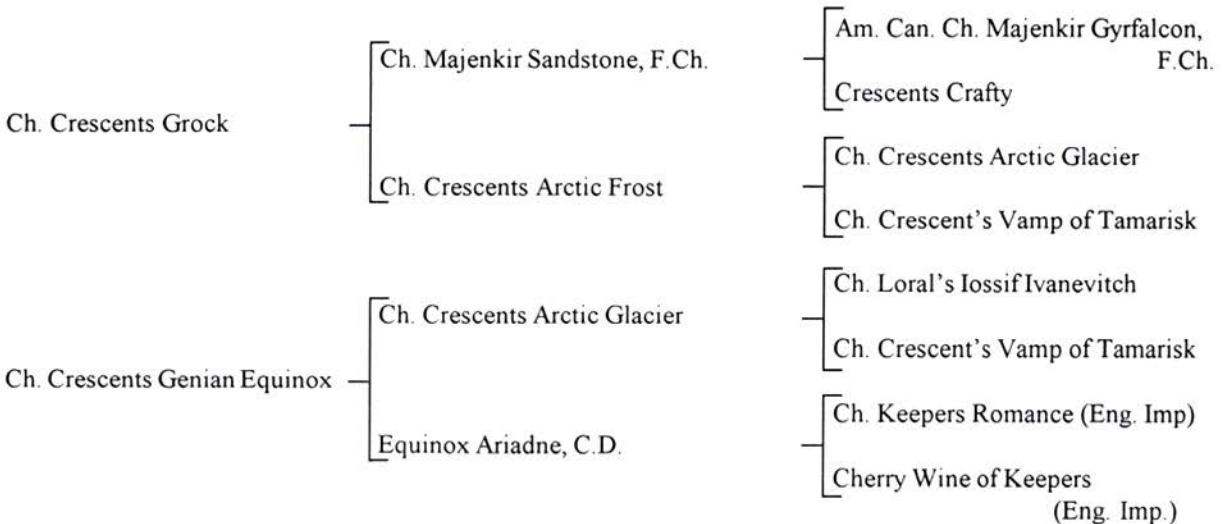 Am. Can. Ch. Majenkir Gyrfalcon,
F.Ch.
Ch. Majenkir Sandstone, F.Ch.
Crescents Crafty
Ch. Crescents Grock
Ch. Crescents Arctic Glacier
Ch. Crescents Arctic Frost
Ch. Crescent's Vamp of Tamarisk
Ch. Loral's Iossif Ivanevitch
Ch. Crescents Arctic Glacier
Ch. Crescent's Vamp of Tamarisk
Ch. Crescents Genian Equinox
Ch. Keepers Romance (Eng. Imp)
Equinox Ariadne, C.D.
Cherry Wine of Keepers
(Eng. Imp.)